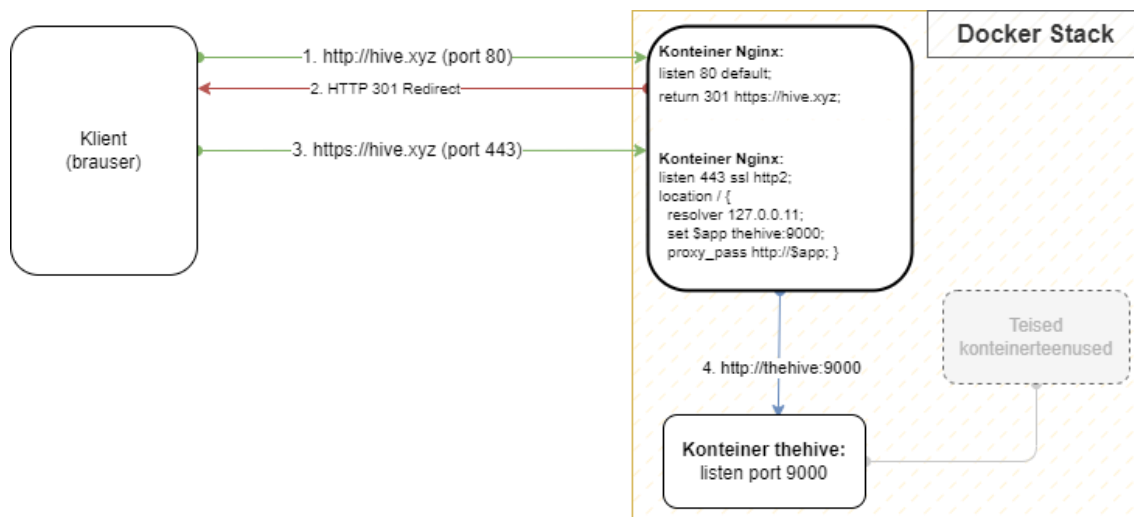 Docker Stack
Klient
(brauser)
1. http://hive.xyz (port 80)
2. HTTP 301 Redirect
3. https://hive.xyz (port 443)
Konteiner Nginx:
listen 80 default;
return 301 https://hive.xyz;
Konteiner Nginx:
listen 443 ssl http2;
location / {
resolver 127.0.0.11;
set $app thehive:9000;
proxy_pass http://$app; }
4. http://thehive:9000
Teised
konteinerteenused
Konteiner thehive:
listen port 9000